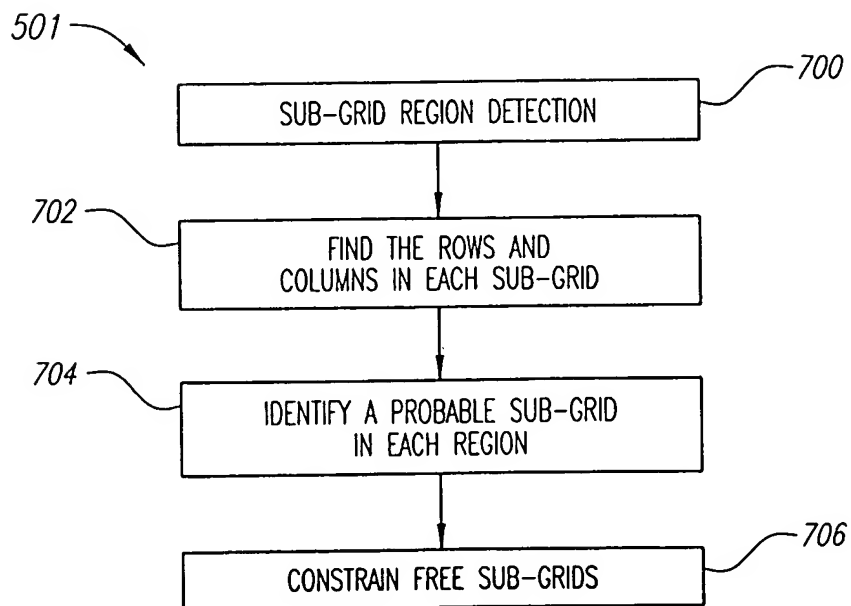 501
700
SUB-GRID REGION DETECTION
702
FIND THE ROWS AND
COLUMNS IN EACH SUB-GRID
704
IDENTIFY A PROBABLE SUB-GRID
IN EACH REGION
706
CONSTRAIN FREE SUB-GRIDS